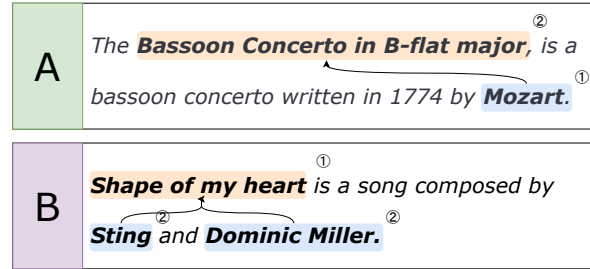 A
The Bassoon Concerto in B-flat major, ② is a
bassoon concerto written in 1774 by Mozart. ①
B
Shape of my heart ① is a song composed by
Sting ② and Dominic Miller. ②